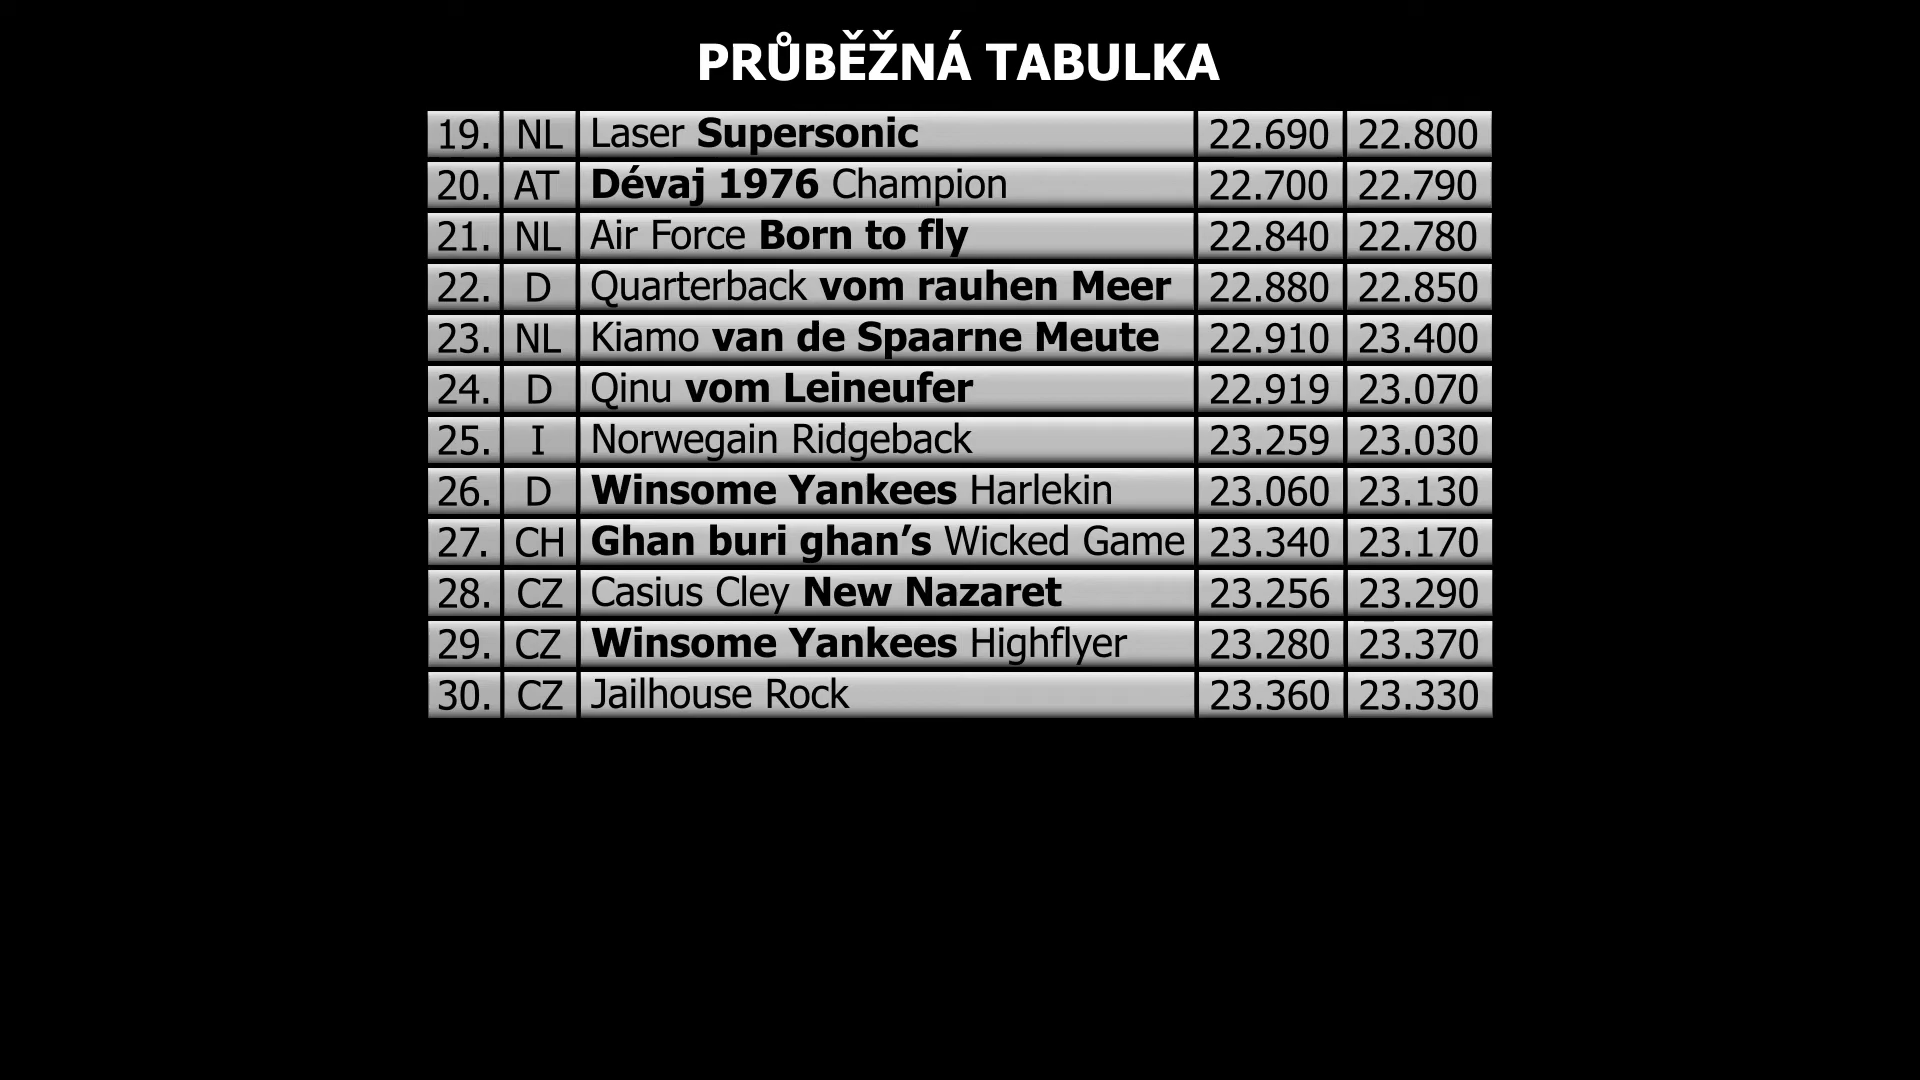 PRŮBĚŽNÁ TABULKA
19. NL Laser Supersonic 22.690 22.800
20. AT Dévaj 1976 Champion 22.700 22.790
21. NL Air Force Born to fly 22.840 22.780
22. D Quarterback vom rauhen Meer 22.880 22.850
23. NL Kiamo van de Spaarne Meute 22.910 23.400
24. D Qinu vom Leineufer 22.919 23.070
25. I Norwegain Ridgeback 23.259 23.030
26. D Winsome Yankees Harlekin 23.060 23.130
27. CH Ghan buri ghan’s Wicked Game 23.340 23.170
28. CZ Casius Cley New Nazaret 23.256 23.290
29. CZ Winsome Yankees Highflyer 23.280 23.370
30. CZ Jailhouse Rock 23.360 23.330